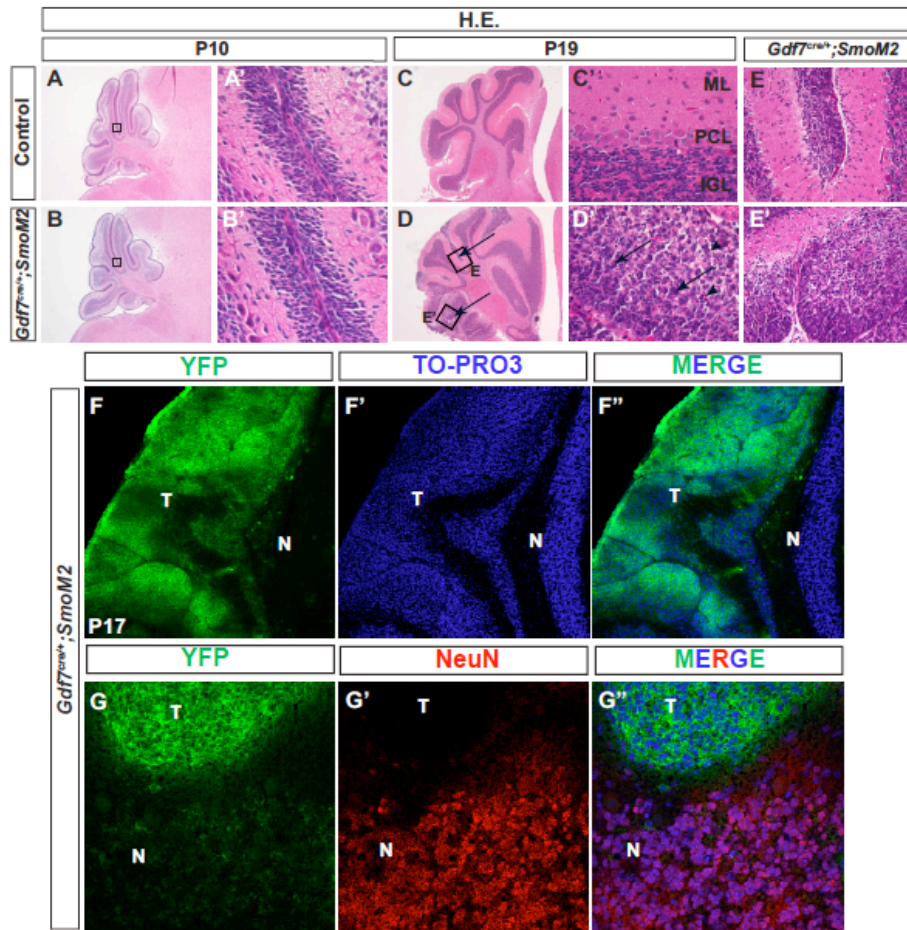 H.E.
P10 P19 Gdf7cre/+;SmoM2
Control
A A' C C' E
ML
PCL
IGL
Gdf7cre/+;SmoM2
B B' D D' E'
E
E'
YFP TO-PRO3 MERGE
Gdf7cre/+;SmoM2
F F' F"
T T T
N N N
P17
YFP NeuN MERGE
G G' G"
T T T
N N N